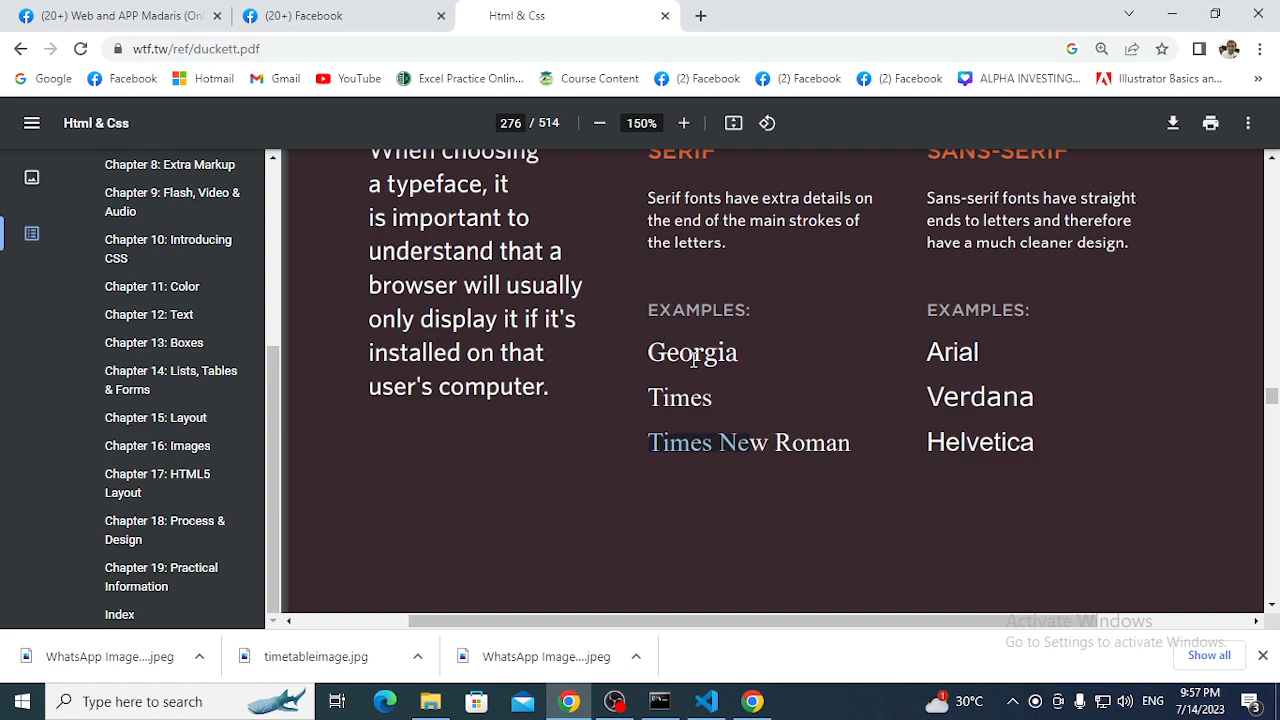 (20+) Web and APP Madaris (Onl
(20+) Facebook
Html & Css
wtf.tw/ref/duckett.pdf
Google
Facebook
Hotmail
Gmail
YouTube
Excel Practice Onlin...
Course Content
(2) Facebook
(2) Facebook
(2) Facebook
ALPHA INVESTING...
Illustrator Basics an...
»
Html & Css
276 / 514
150%
Chapter 8: Extra Markup
Chapter 9: Flash, Video &
Audio
Chapter 10: Introducing
CSS
Chapter 11: Color
Chapter 12: Text
Chapter 13: Boxes
Chapter 14: Lists, Tables
& Forms
Chapter 15: Layout
Chapter 16: Images
Chapter 17: HTML5
Layout
Chapter 18: Process &
Design
Chapter 19: Practical
Information
Index
When choosing
a typeface, it
is important to
understand that a
browser will usually
only display it if it's
installed on that
user's computer.
SERIF
Serif fonts have extra details on
the end of the main strokes of
the letters.
EXAMPLES:
Georgia
Times
Times New Roman
SANS-SERIF
Sans-serif fonts have straight
ends to letters and therefore
have a much cleaner design.
EXAMPLES:
Arial
Verdana
Helvetica
Activate Windows
Go to Settings to activate Windows.
WhatsApp Image....jpeg
timetableimage.jpg
WhatsApp Image....jpeg
Show all
Type here to search
1
30°C
ENG
9:57 PM
7/14/2023
3